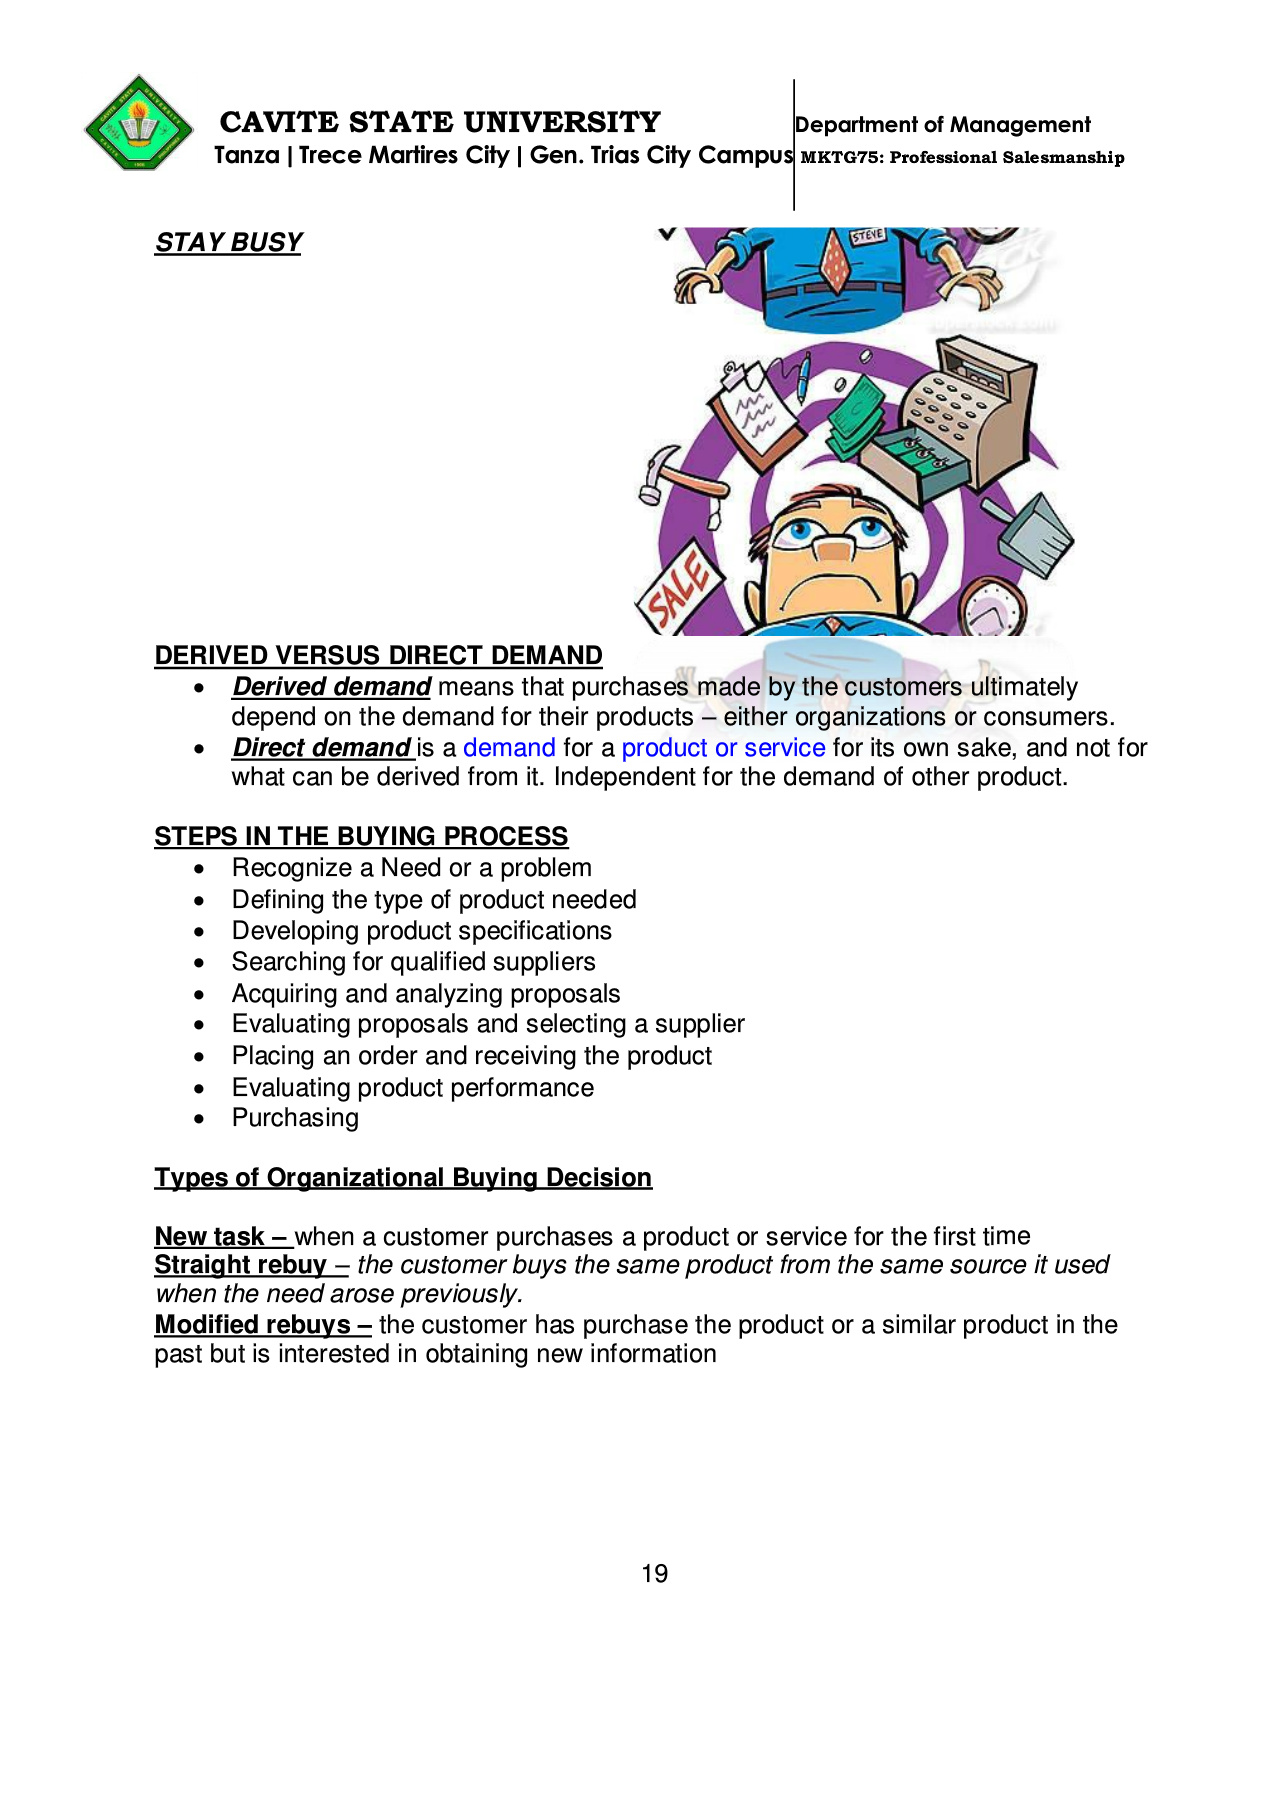 CAVITE STATE UNIVERSITY
Department of Management
Tanza | Trece Martires City | Gen. Trias City Campus
MKTG75: Professional Salesmanship
STAY BUSY
STEVE
SALE
DERIVED VERSUS DIRECT DEMAND
• Derived demand means that purchases made by the customers ultimately
depend on the demand for their products – either organizations or consumers.
• Direct demand is a demand for a product or service for its own sake, and not for
what can be derived from it. Independent for the demand of other product.
STEPS IN THE BUYING PROCESS
• Recognize a Need or a problem
• Defining the type of product needed
• Developing product specifications
• Searching for qualified suppliers
• Acquiring and analyzing proposals
• Evaluating proposals and selecting a supplier
• Placing an order and receiving the product
• Evaluating product performance
• Purchasing
Types of Organizational Buying Decision
New task – when a customer purchases a product or service for the first time
Straight rebuy – the customer buys the same product from the same source it used
when the need arose previously.
Modified rebuys – the customer has purchase the product or a similar product in the
past but is interested in obtaining new information
19